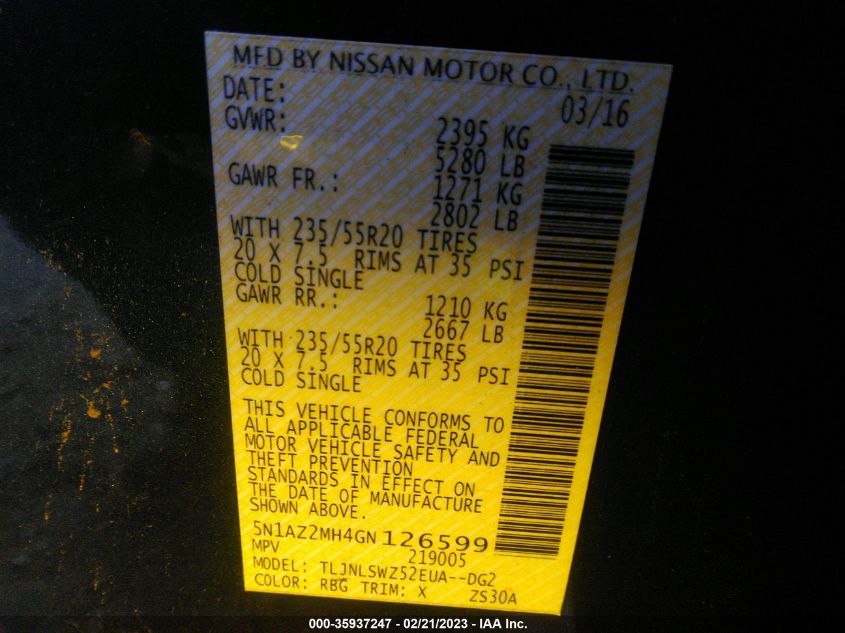 MFD BY NISSAN MOTOR CO., LTD.
DATE: 03/16
GVWR: 2395 KG
5280 LB
GAWR FR.: 1271 KG
2802 LB
WITH 235/55R20 TIRES
20 X 7.5 RIMS AT 35 PSI
COLD SINGLE
GAWR RR.: 1210 KG
2667 LB
WITH 235/55R20 TIRES
20 X 7.5 RIMS AT 35 PSI
COLD SINGLE
THIS VEHICLE CONFORMS TO
ALL APPLICABLE FEDERAL
MOTOR VEHICLE SAFETY AND
THEFT PREVENTION
STANDARDS IN EFFECT ON
THE DATE OF MANUFACTURE
SHOWN ABOVE.
5N1AZ2MH4GN126599
MPV 219005
MODEL: TLJNLSWZ52EUA--DG2
COLOR: RBG TRIM: X ZS30A
000-35937247 - 02/21/2023 - IAA Inc.